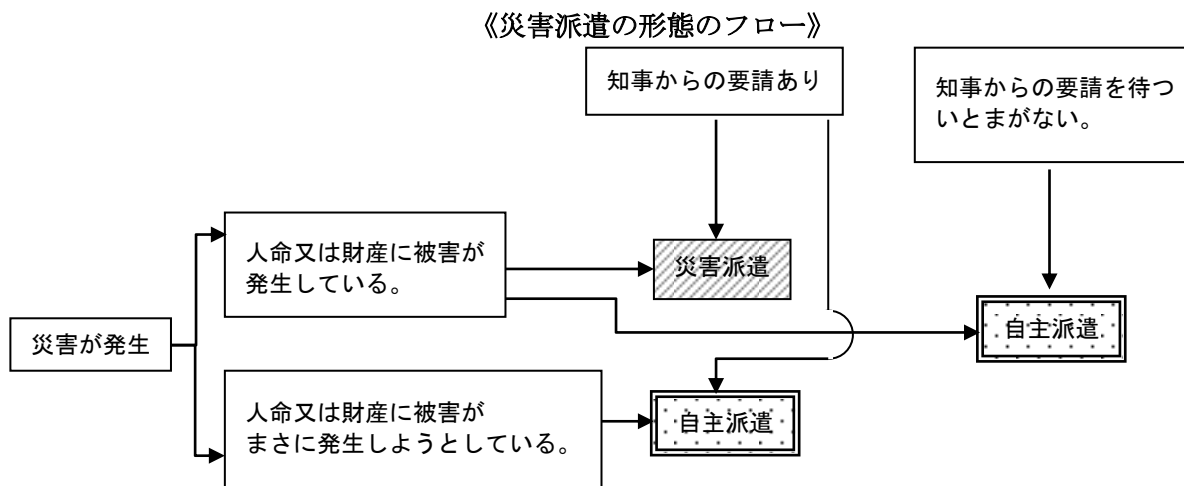 《災害派遣の形態のフロー》
知事からの要請あり
知事からの要請を待つ
いとまがない。
人命又は財産に被害が
発生している。
災害派遣
自主派遣
災害が発生
人命又は財産に被害が
まさに発生しようとしている。
自主派遣